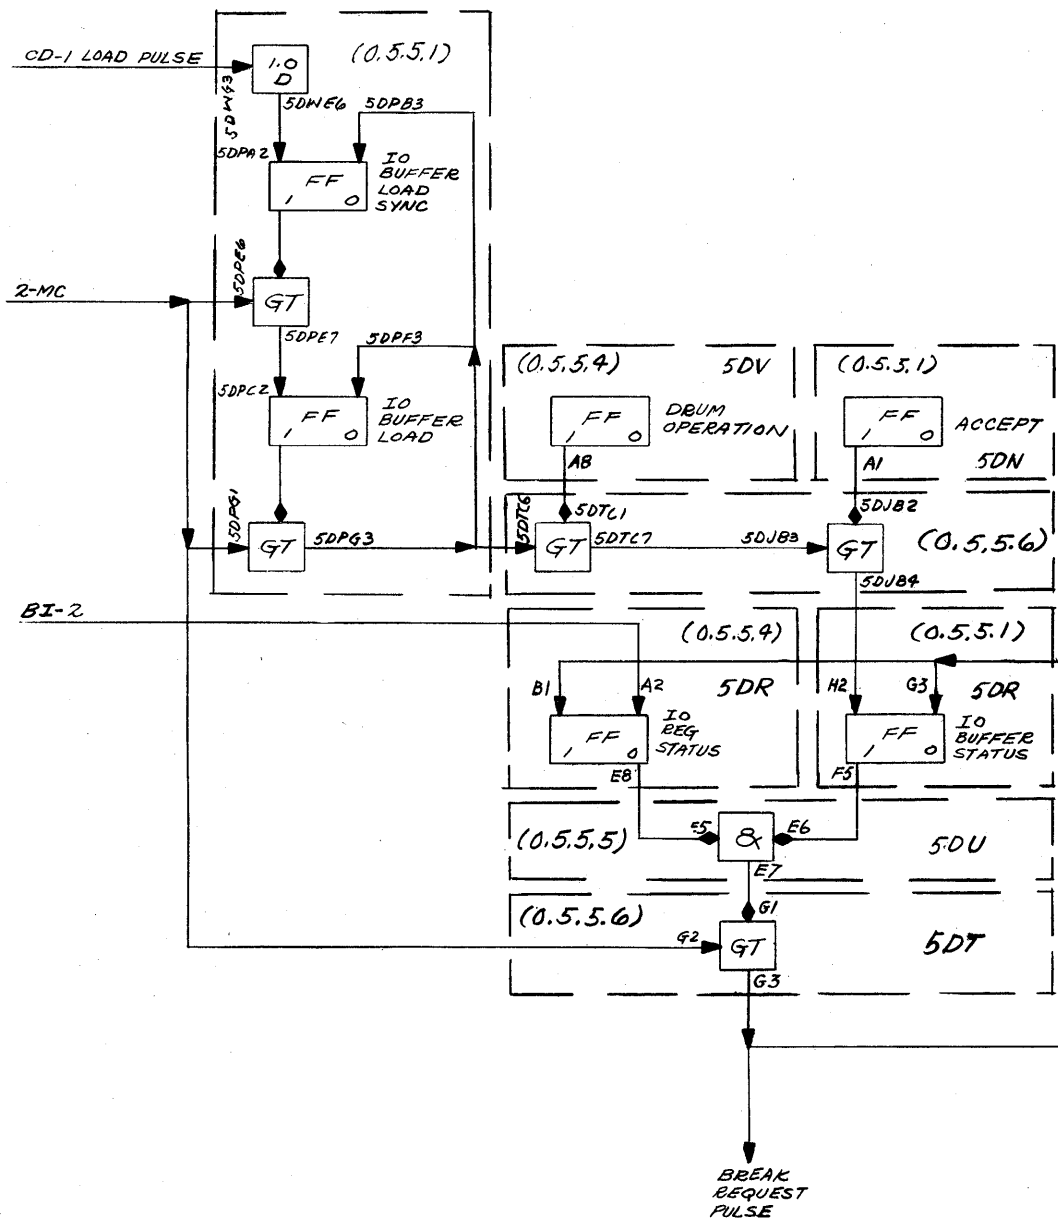 CD-1 LOAD PULSE
5DWG3
1.0
D
(0.5.5.1)
5DWE6
5DPB3
5DPA2
FF
1 0
IO
BUFFER
LOAD
SYNC
5DPE6
2-MC
GT
5DPE7
5DPF3
5DPC2
FF
1 0
IO
BUFFER
LOAD
5DPG1
GT
5DPG3
(0.5.5.4)
5DV
FF
1 0
DRUM
OPERATION
A8
(0.5.5.1)
FF
1 0
ACCEPT
A1
5DN
5DTC6
5DTC1
GT
5DTC7
5DJB3
5DJB2
GT
(0.5.5.6)
5DJB4
BI-2
(0.5.5.4)
B1
A2
5DR
FF
1 0
IO
REG
STATUS
E8
(0.5.5.1)
H2
G3
5DR
FF
1 0
IO
BUFFER
STATUS
F5
(0.5.5.5)
E5
&
E6
5DU
E7
(0.5.5.6)
G1
G2
GT
5DT
G3
BREAK
REQUEST
PULSE